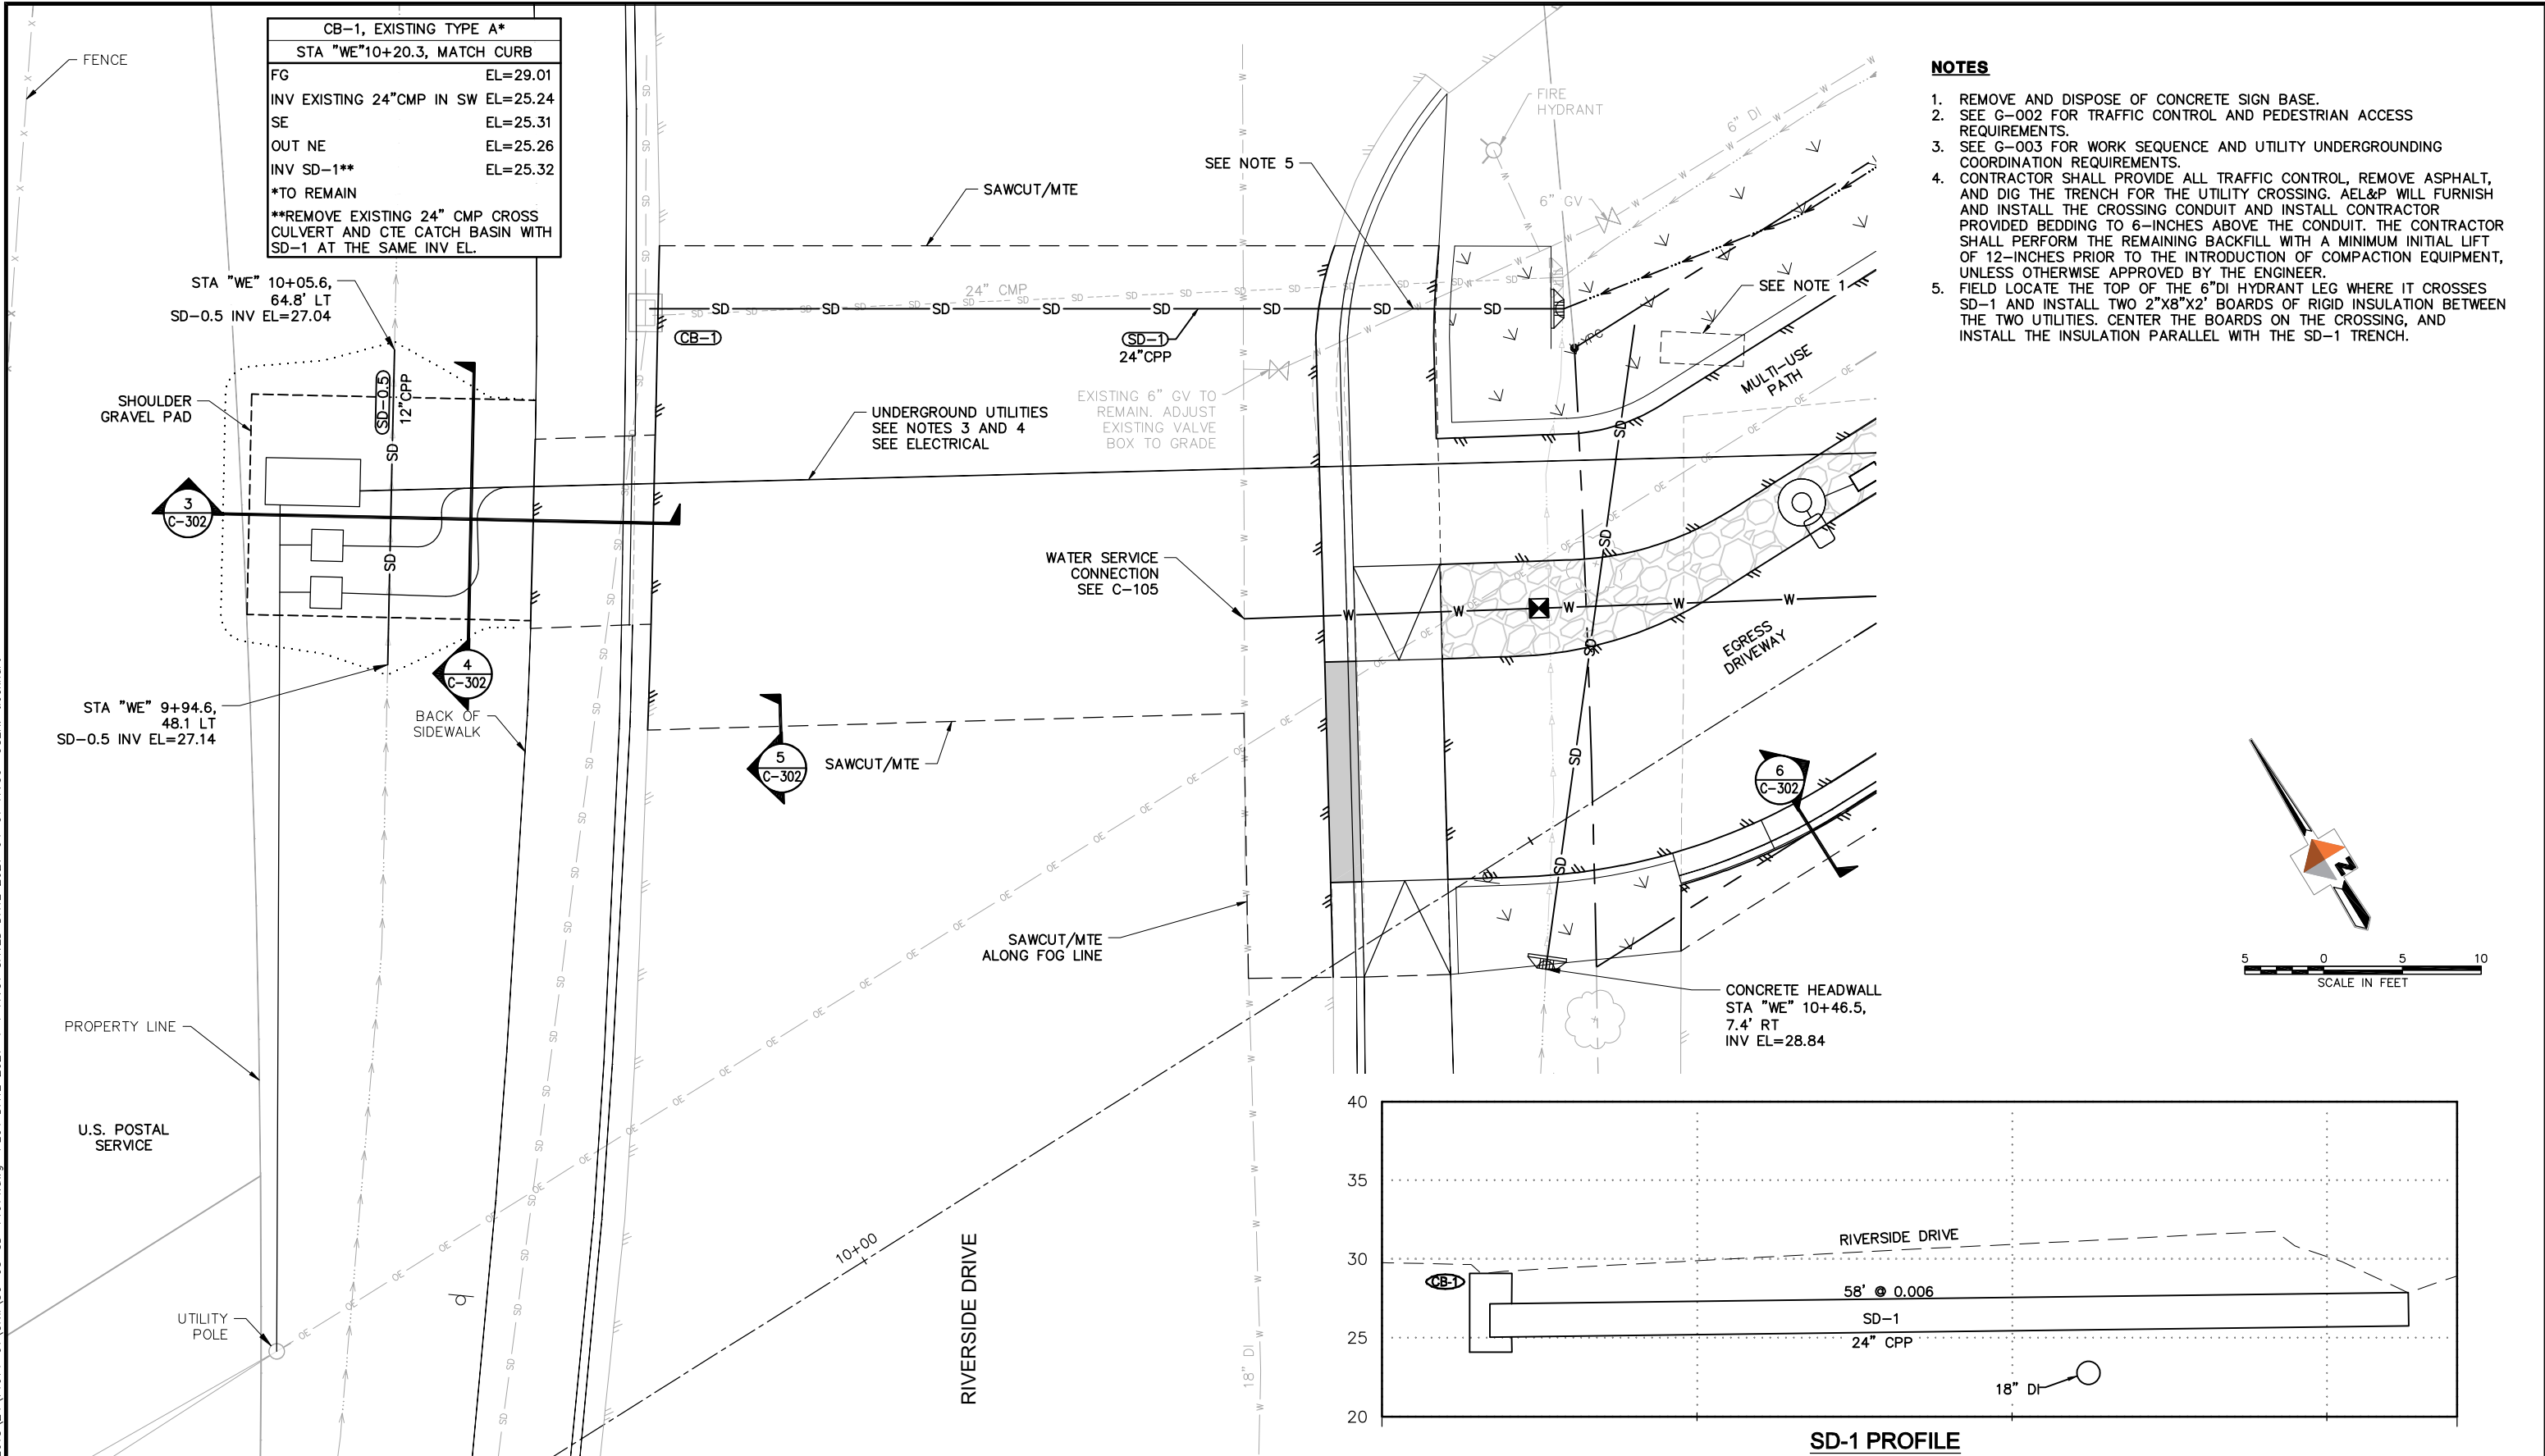 CB-1, EXISTING TYPE A*
STA "WE"10+20.3, MATCH CURB
FG EL=29.01
INV EXISTING 24"CMP IN SW EL=25.24
SE EL=25.31
OUT NE EL=25.26
INV SD-1** EL=25.32
*TO REMAIN
**REMOVE EXISTING 24" CMP CROSS
CULVERT AND CTE CATCH BASIN WITH
SD-1 AT THE SAME INV EL.
FENCE
STA "WE" 10+05.6,
64.8' LT
SD-0.5 INV EL=27.04
SHOULDER
GRAVEL PAD
SD-0.5
12"CPP
SD
SD
3
C-302
4
C-302
STA "WE" 9+94.6,
48.1 LT
SD-0.5 INV EL=27.14
BACK OF
SIDEWALK
PROPERTY LINE
U.S. POSTAL
SERVICE
UTILITY
POLE
SAWCUT/MTE
SEE NOTE 5
24" CMP
SD SD SD SD SD SD SD SD
CB-1
SD-1
24"CPP
FIRE
HYDRANT
6" DI
6" GV
SEE NOTE 1
YPC
MULTI-USE
PATH
EXISTING 6" GV TO
REMAIN. ADJUST
EXISTING VALVE
BOX TO GRADE
UNDERGROUND UTILITIES
SEE NOTES 3 AND 4
SEE ELECTRICAL
WATER SERVICE
CONNECTION
SEE C-105
W W W W W
EGRESS
DRIVEWAY
SD
SD
SD
SD
SD
5
C-302
SAWCUT/MTE
6
C-302
SAWCUT/MTE
ALONG FOG LINE
CONCRETE HEADWALL
STA "WE" 10+46.5,
7.4' RT
INV EL=28.84
10+00
RIVERSIDE DRIVE
18" DI
NOTES
1. REMOVE AND DISPOSE OF CONCRETE SIGN BASE.
2. SEE G-002 FOR TRAFFIC CONTROL AND PEDESTRIAN ACCESS
REQUIREMENTS.
3. SEE G-003 FOR WORK SEQUENCE AND UTILITY UNDERGROUNDING
COORDINATION REQUIREMENTS.
4. CONTRACTOR SHALL PROVIDE ALL TRAFFIC CONTROL, REMOVE ASPHALT,
AND DIG THE TRENCH FOR THE UTILITY CROSSING. AEL&P WILL FURNISH
AND INSTALL THE CROSSING CONDUIT AND INSTALL CONTRACTOR
PROVIDED BEDDING TO 6-INCHES ABOVE THE CONDUIT. THE CONTRACTOR
SHALL PERFORM THE REMAINING BACKFILL WITH A MINIMUM INITIAL LIFT
OF 12-INCHES PRIOR TO THE INTRODUCTION OF COMPACTION EQUIPMENT,
UNLESS OTHERWISE APPROVED BY THE ENGINEER.
5. FIELD LOCATE THE TOP OF THE 6"DI HYDRANT LEG WHERE IT CROSSES
SD-1 AND INSTALL TWO 2"X8"X2' BOARDS OF RIGID INSULATION BETWEEN
THE TWO UTILITIES. CENTER THE BOARDS ON THE CROSSING, AND
INSTALL THE INSULATION PARALLEL WITH THE SD-1 TRENCH.
N
5 0 5 10
SCALE IN FEET
40
35
30
25
20
RIVERSIDE DRIVE
CB-1
58' @ 0.006
SD-1
24" CPP
18" DI
SD-1 PROFILE